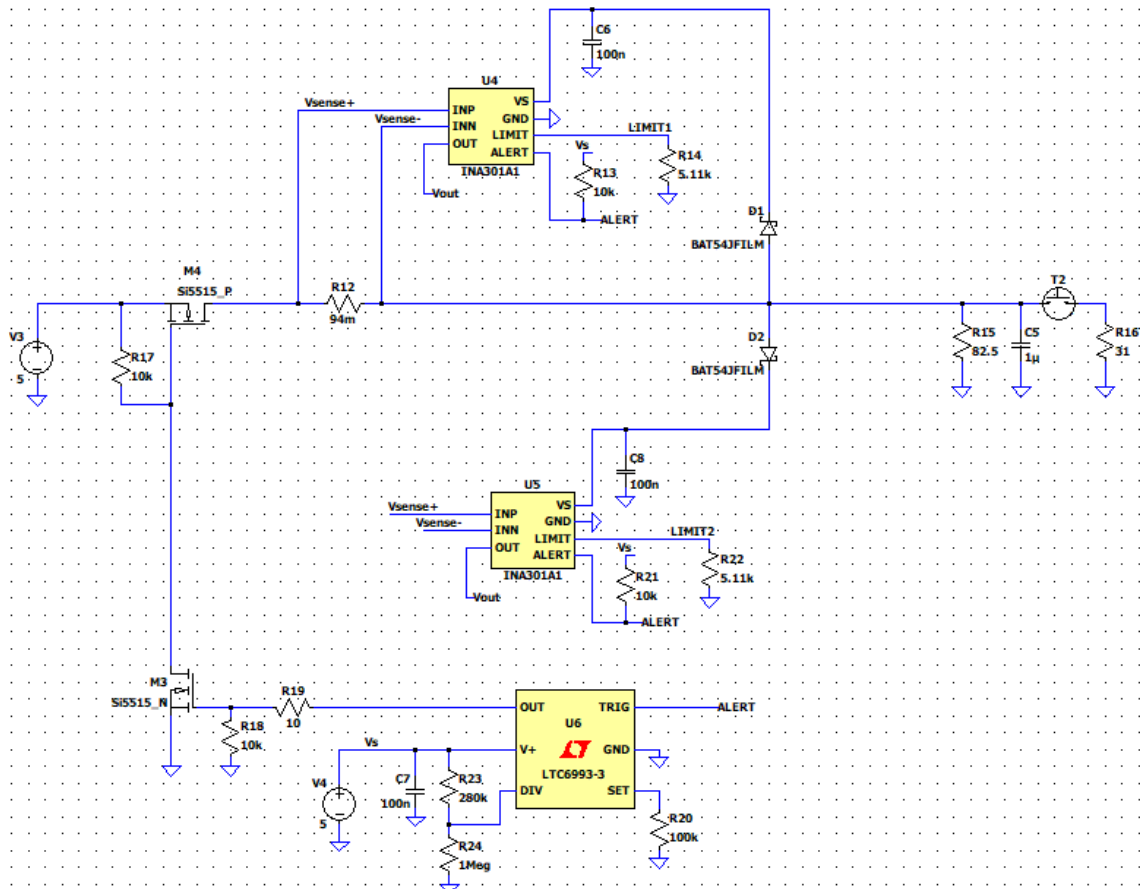 C6
100n
U4
Vsense+
INP
VS
GND
Vsense-
INN
LIMIT
LIMIT1
OUT
ALERT
Vs
R14
5.11k
INA301A1
R13
10k
Vout
ALERT
D1
BAT54JFILM
M4
Si5515_P
R12
94m
T2
V3
5
R17
10k
D2
BAT54JFILM
R15
82.5
C5
1µ
R16
31
C8
100n
U5
Vsense+
INP
VS
GND
Vsense-
INN
LIMIT
LIMIT2
OUT
ALERT
Vs
R22
5.11k
INA301A1
R21
10k
Vout
ALERT
M3
Si5515_N
R19
10
R18
10k
OUT
TRIG
ALERT
U6
Vs
V+
GND
LTC6993-3
V4
5
C7
100n
R23
280k
DIV
SET
R20
100k
R24
1Meg